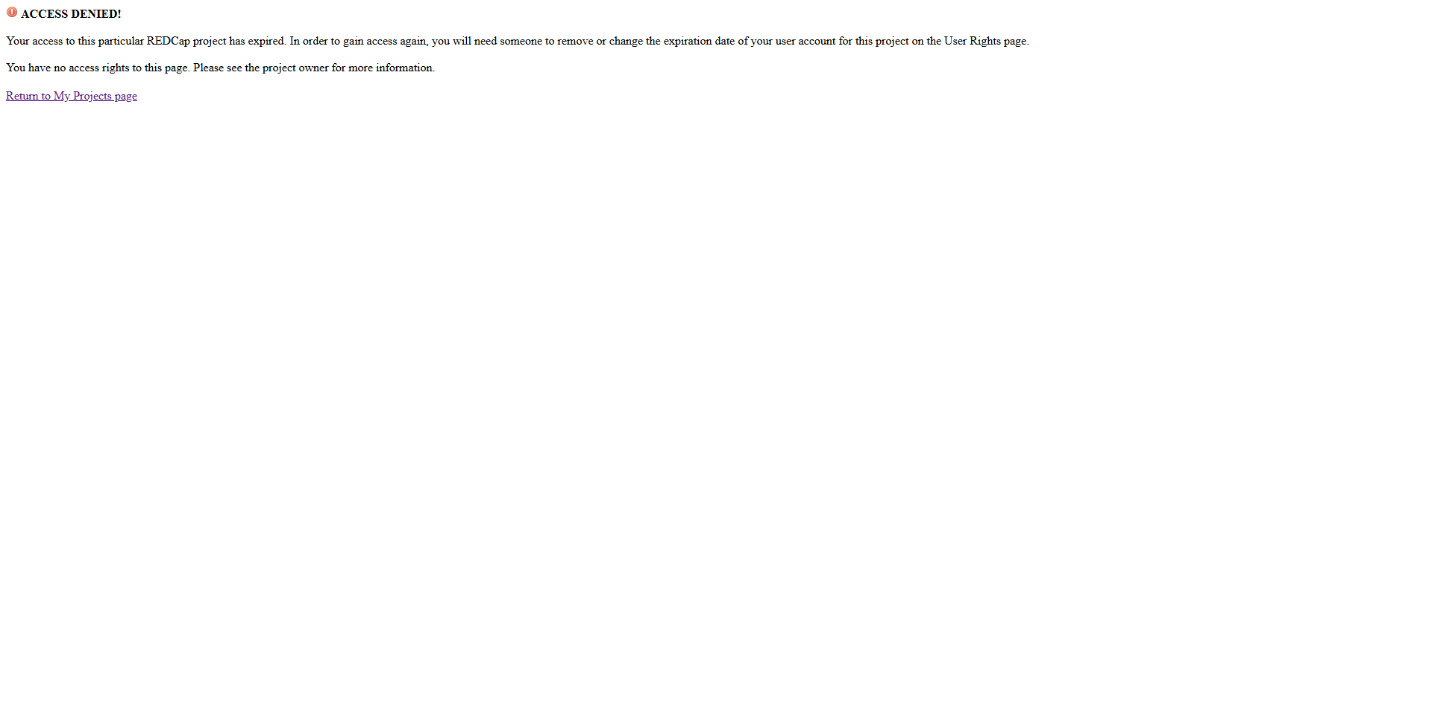 ACCESS DENIED!
Your access to this particular REDCap project has expired. In order to gain access again, you will need someone to remove or change the expiration date of your user account for this project on the User Rights page.
You have no access rights to this page. Please see the project owner for more information.
Return to My Projects page